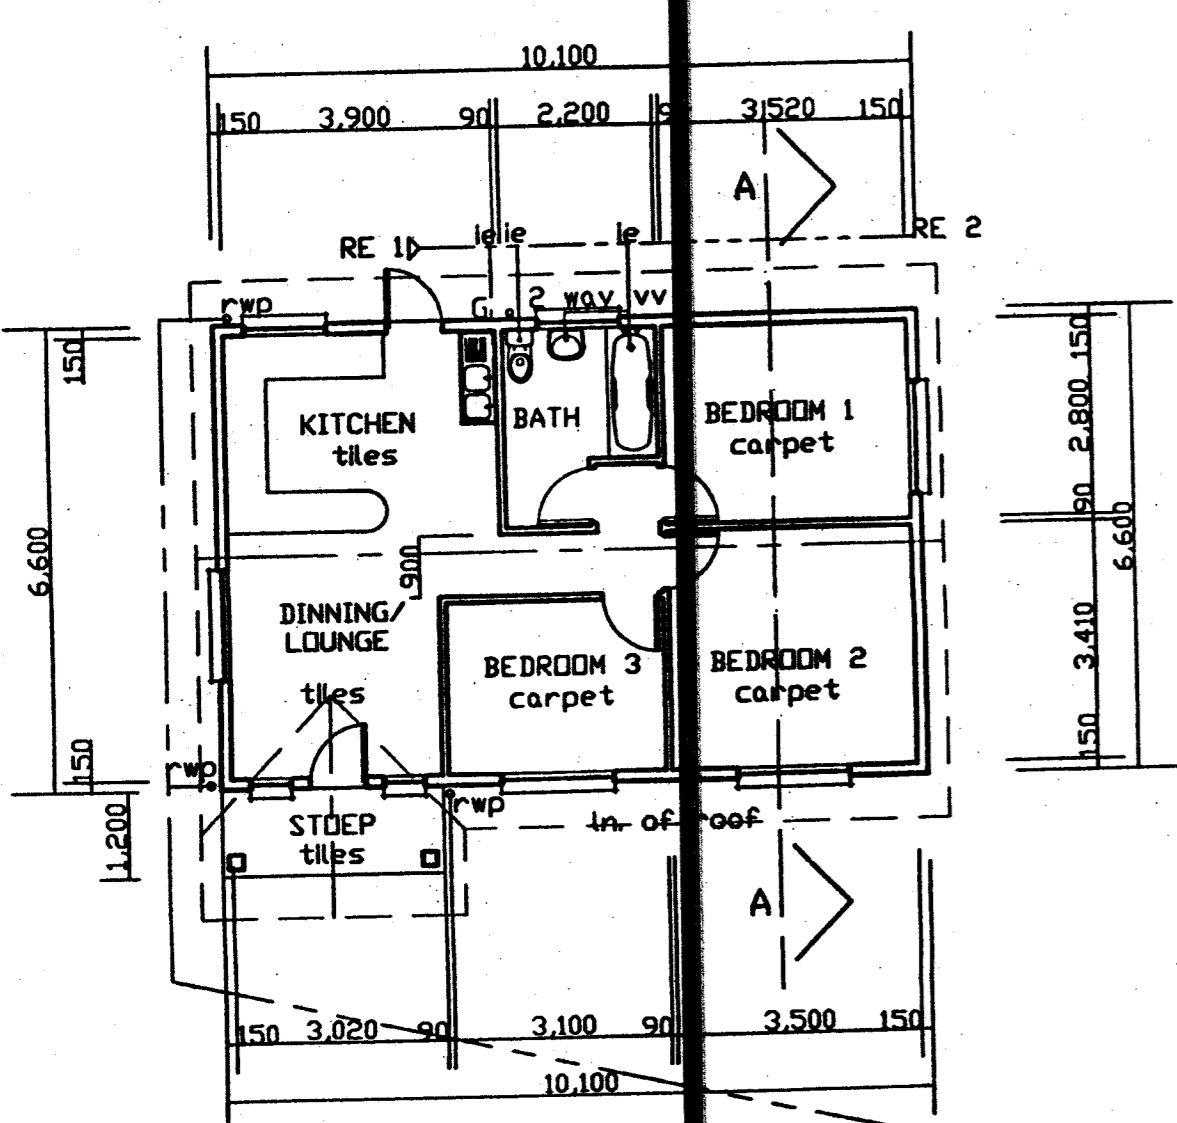 10,100
150 3,900 90 2,200 3,520 150
A
RE 1 ie ie ie RE 2
rwp G 2 wav vv
150
150
KITCHEN
tiles
BATH
BEDROOM 1
carpet
2,800
90
6,600
6,600
900
DINNING/
LOUNGE
tiles
BEDROOM 3
carpet
BEDROOM 2
carpet
3,410
150
150
rwp
rwp
1,200
STOEP
tiles
ln. of roof
A
150 3,020 90 3,100 90 3,500 150
10,100